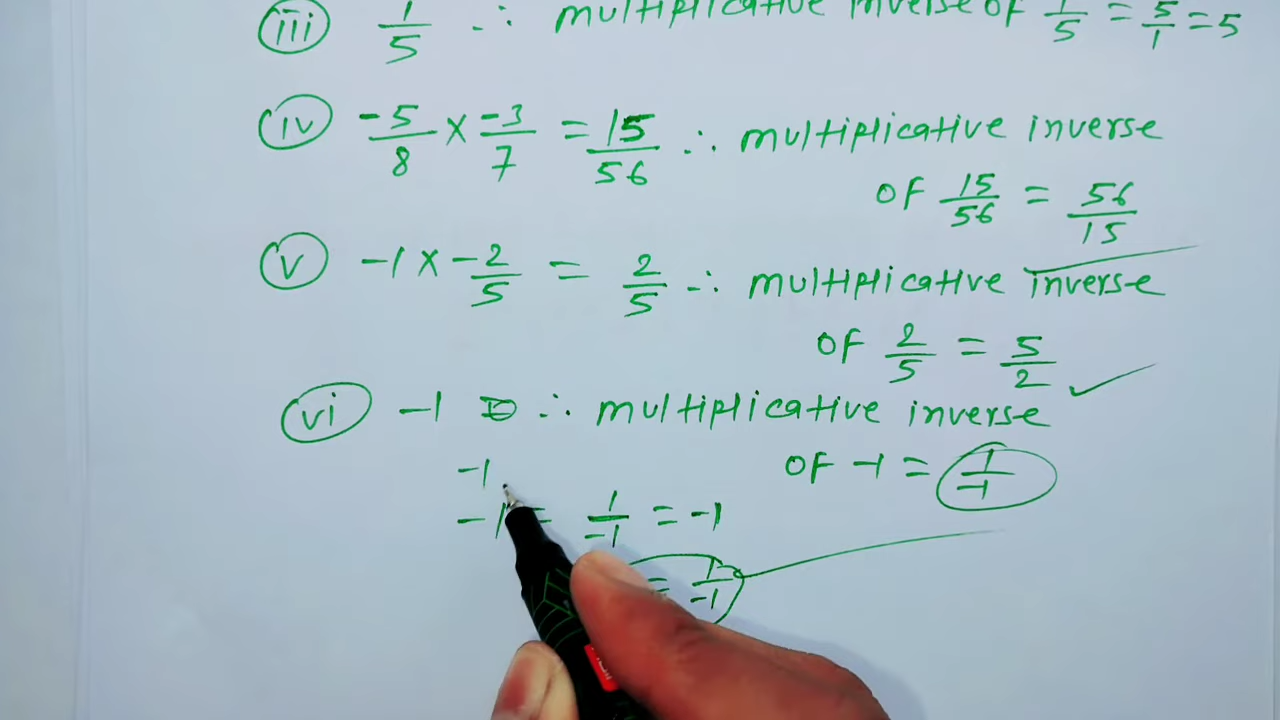 (iii) 1/5 ∴ multiplicative inverse of 1/5 = 5/1 = 5
(iv) -5/8 × -3/7 = 15/56 ∴ multiplicative inverse
of 15/56 = 56/15
(v) -1 × -2/5 = 2/5 ∴ multiplicative inverse
of 2/5 = 5/2
(vi) -1 ∴ multiplicative inverse
of -1 = 1/-1
-1
-1 = 1/-1 = -1
= 1/-1